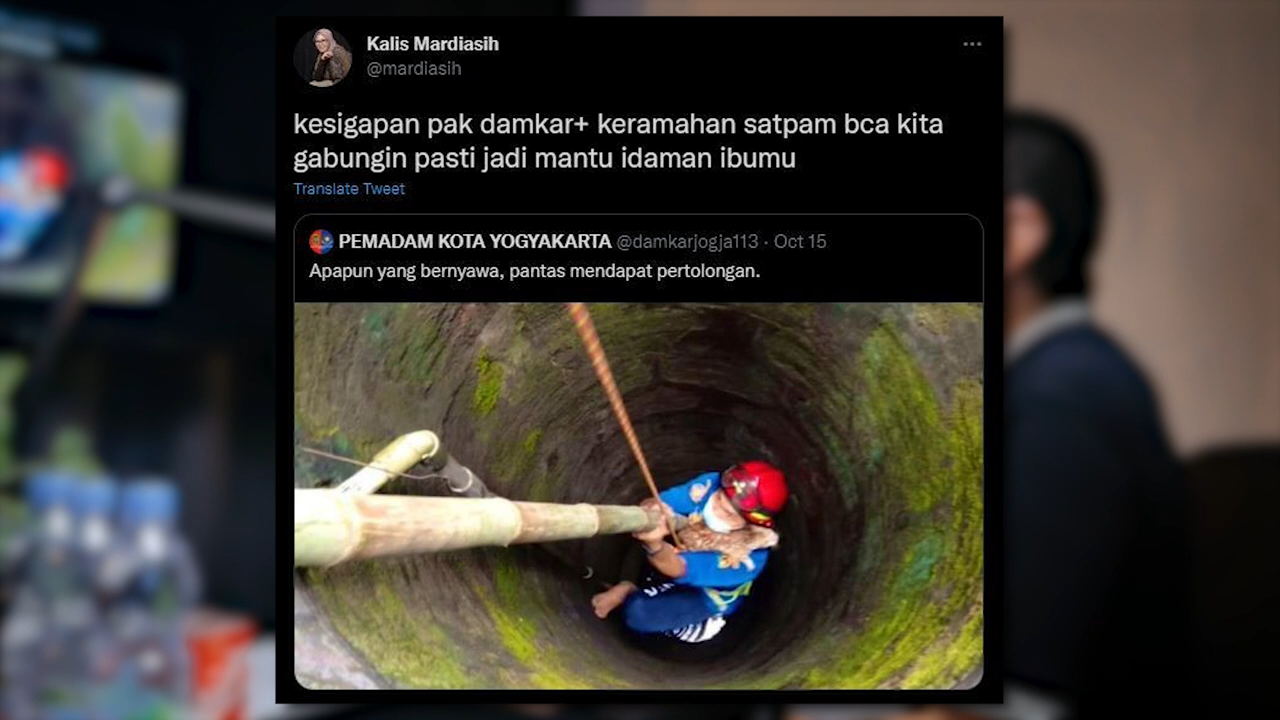 Kalis Mardiasih
@mardiasih
kesigapan pak damkar+ keramahan satpam bca kita
gabungin pasti jadi mantu idaman ibumu
Translate Tweet
PEMADAM KOTA YOGYAKARTA @damkarjogja113 · Oct 15
Apapun yang bernyawa, pantas mendapat pertolongan.